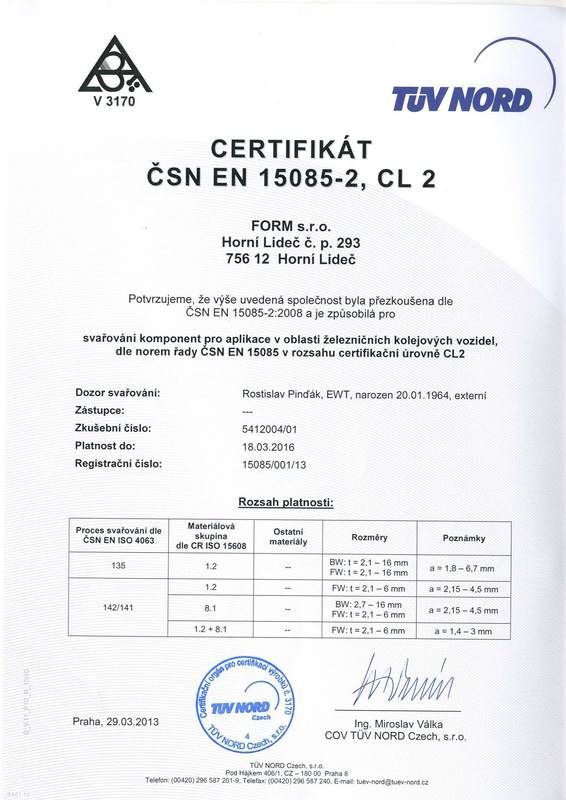 V 3170
TÜV NORD
CERTIFIKÁT
ČSN EN 15085-2, CL 2
FORM s.r.o.
Horní Lideč č. p. 293
756 12 Horní Lideč
Potvrzujeme, že výše uvedená společnost byla přezkoušena dle
ČSN EN 15085-2:2008 a je způsobilá pro
svařování komponent pro aplikace v oblasti železničních kolejových vozidel,
dle norem řady ČSN EN 15085 v rozsahu certifikační úrovně CL2
Dozor svařování: Rostislav Pinďák, EWT, narozen 20.01.1964, externí
Zástupce: ---
Zkušební číslo: 5412004/01
Platnost do: 18.03.2016
Registrační číslo: 15085/001/13
Rozsah platnosti:
Proces svařování dle ČSN EN ISO 4063 Materiálová skupina dle CR ISO 15608 Ostatní materiály Rozměry Poznámky
135 1.2 -- BW: t = 2,1 – 16 mm FW: t = 2,1 – 16 mm a = 1,8 – 6,7 mm
142/141 1.2 -- FW: t = 2,1 – 6 mm a = 2,15 – 4,5 mm
8.1 -- BW: 2,7 – 16 mm FW: t = 2,1 – 6 mm a = 2,15 – 4,5 mm
1.2 + 8.1 -- FW: t = 2,1 – 6 mm a = 1,4 – 3 mm
Certifikační orgán pro certifikaci výrobků č. 3170
TÜV NORD
Czech
4
TÜV NORD Czech, s.r.o.
Praha, 29.03.2013
Ing. Miroslav Válka
COV TÜV NORD Czech, s.r.o.
TÜV NORD Czech, s.r.o.
Pod Hájkem 406/1, CZ – 180 00 Praha 8
Telefon: (00420) 296 587 201-9, Telefax: (00420) 296 587 240, E-mail: tuev-nord@tuev-nord.cz